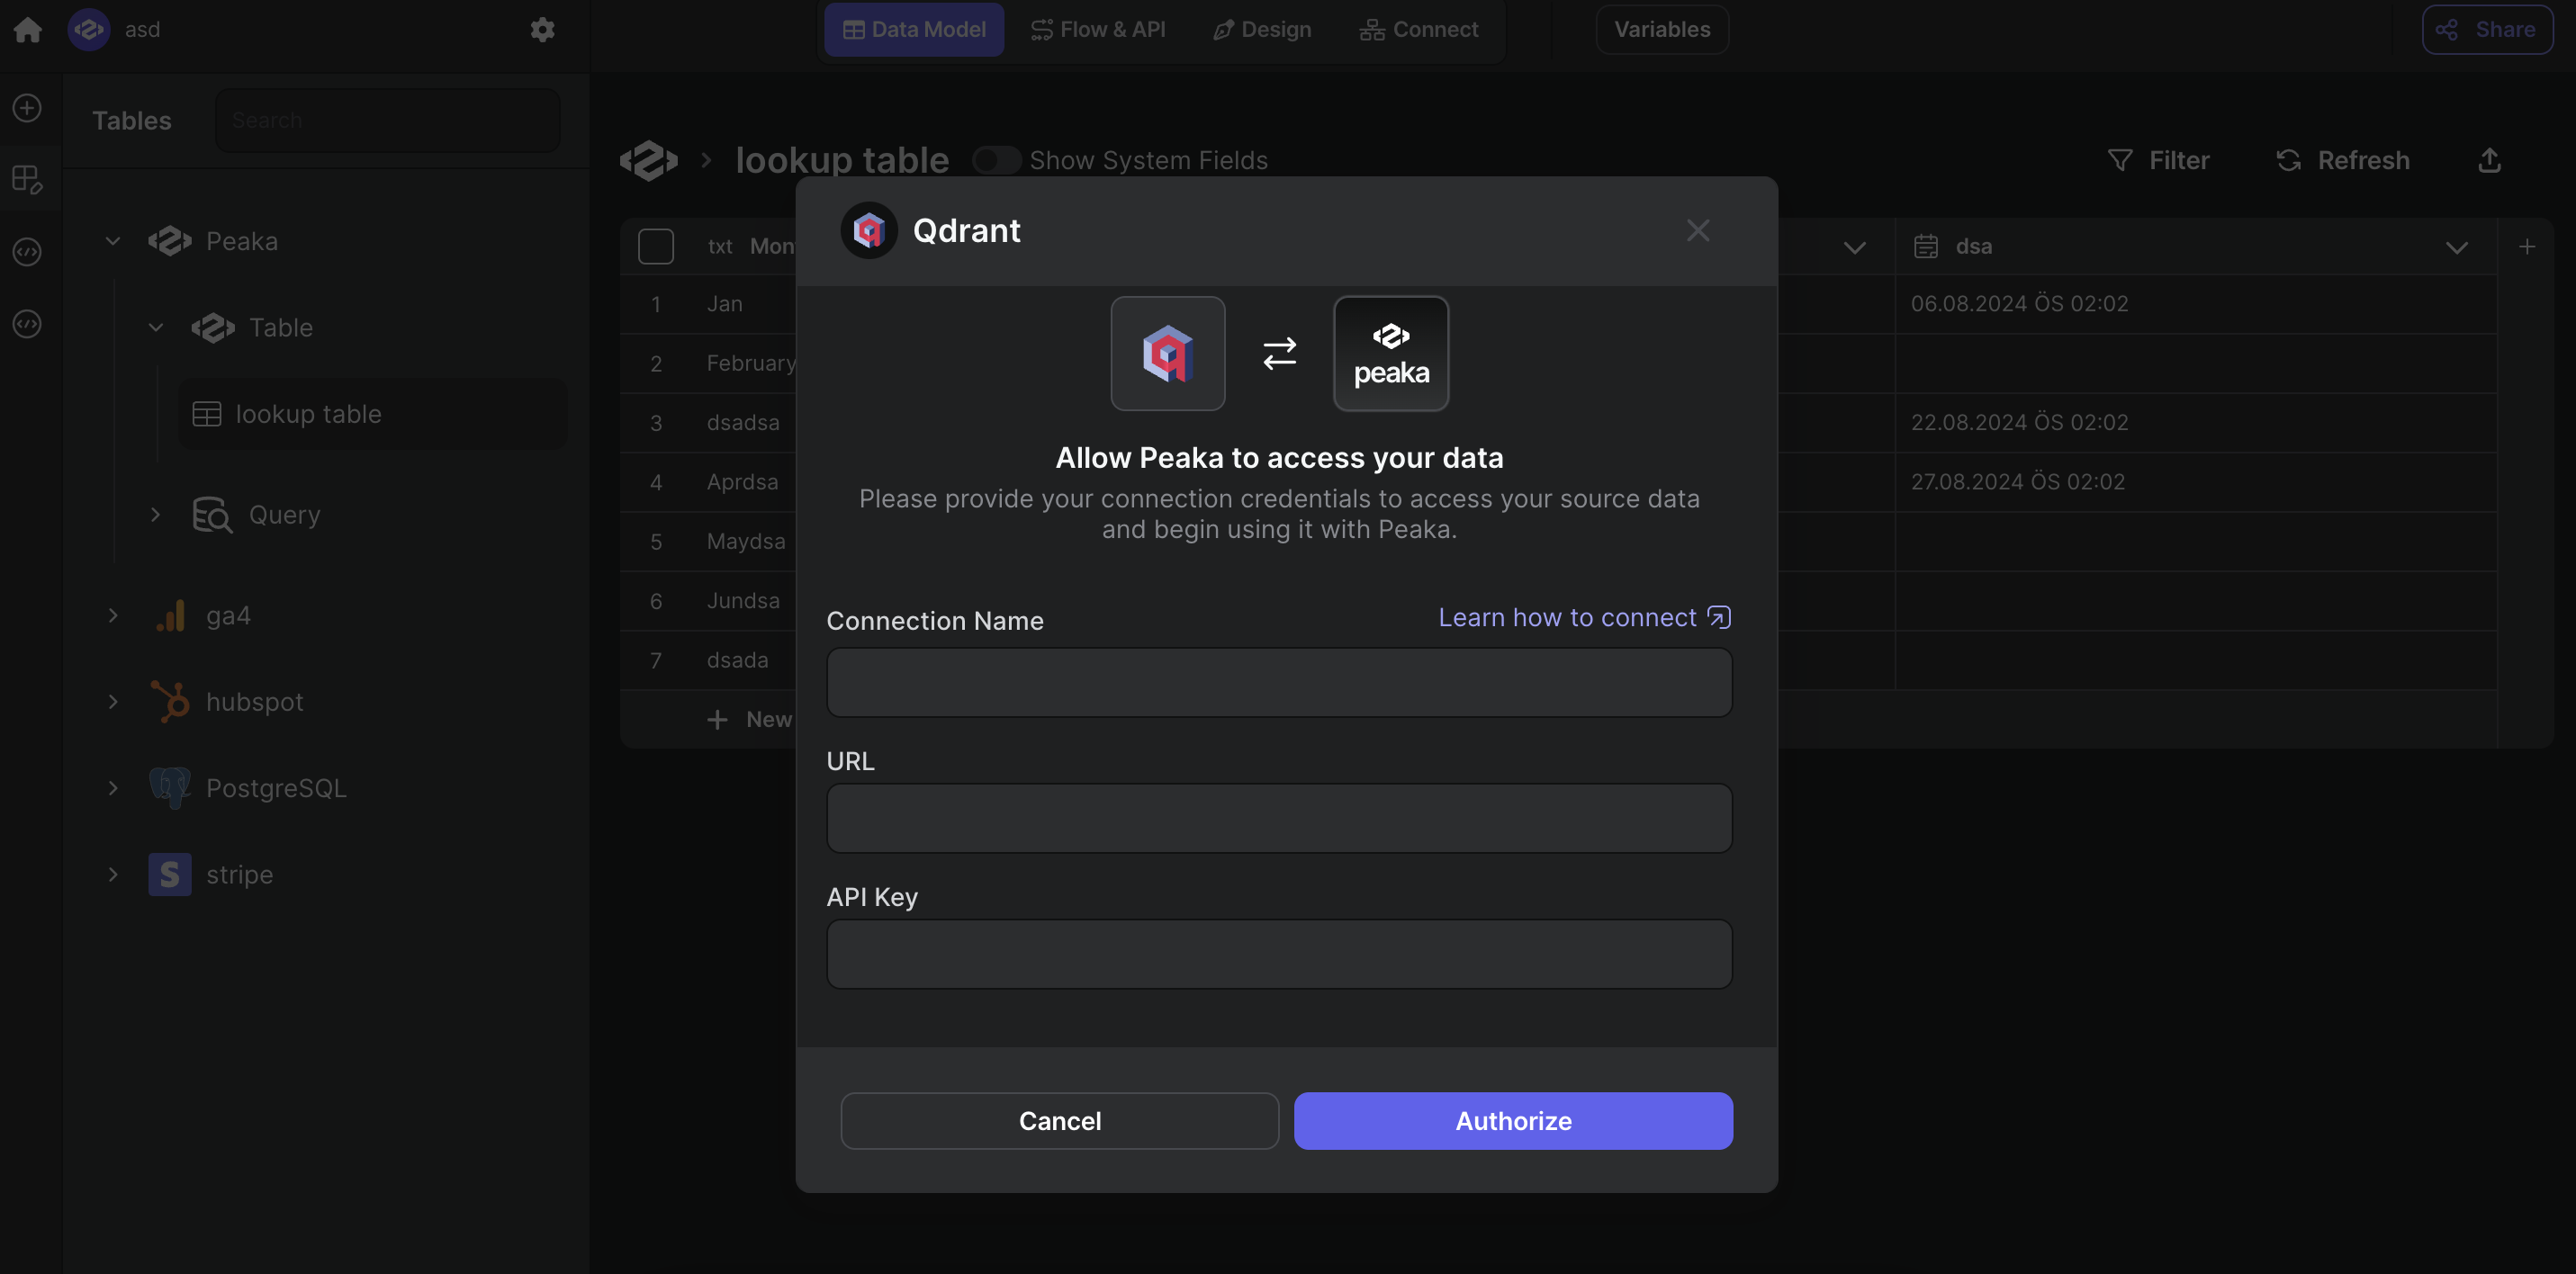 asd
Data Model
Flow & API
Design
Connect
Variables
Share
Tables
Search
lookup table
Show System Fields
Filter
Refresh
Peaka
Table
lookup table
Query
ga4
hubspot
PostgreSQL
stripe
txt
dsa
1 Jan 06.08.2024 ÖS 02:02
2 February
3 dsadsa 22.08.2024 ÖS 02:02
4 Aprdsa 27.08.2024 ÖS 02:02
5 Maydsa
6 Jundsa
7 dsada
New
Qdrant
peaka
Allow Peaka to access your data
Please provide your connection credentials to access your source data
and begin using it with Peaka.
Connection Name
Learn how to connect
URL
API Key
Cancel
Authorize